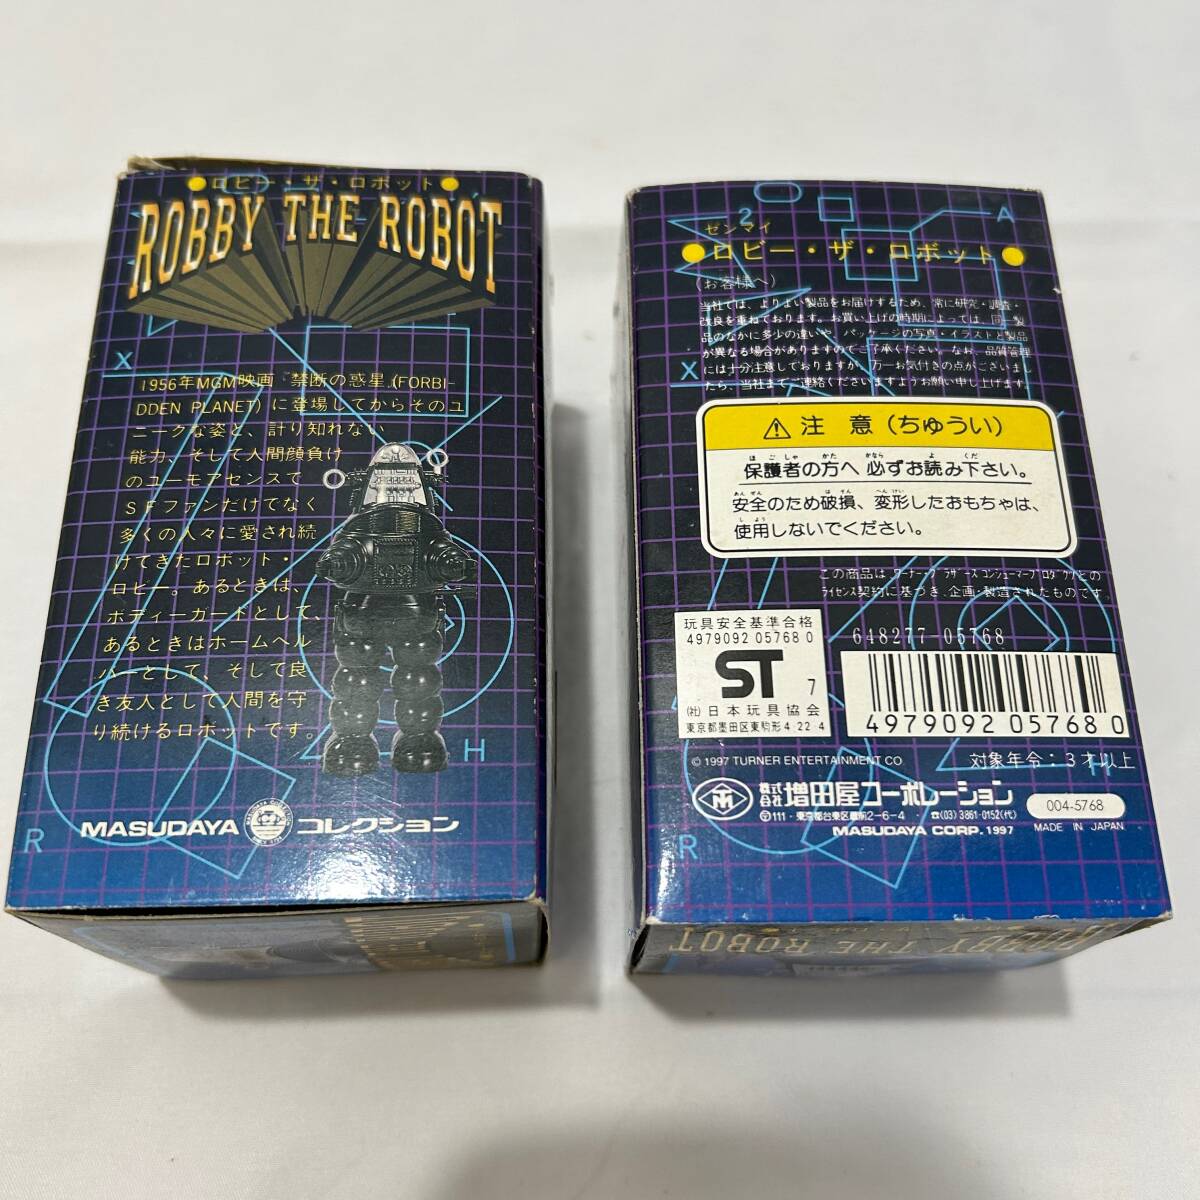 ●ロビー・ザ・ロボット●
ROBBY THE ROBOT
X
1956年MGM映画「禁断の惑星」(FORBI-
DDEN PLANET)に登場してからそのユ
ニークな姿と、計り知れない
能力、そして人間顔負け
のユーモアセンスで
SFファンだけでなく
多くの人々に愛され続
けてきたロボット・
ロビー。あるときは、
ボディーガードとして、
あるときはホームヘル
パーとして、そして良
き友人として人間を守
り続けるロボットです。
H
MASUDAYA コレクション
R
2
A
ゼンマイ
●ロビー・ザ・ロボット●
(お客様へ)
当社では、よりよい製品をお届けするため、常に研究・調査・
改良を重ねております。お買い上げの時期によっては、同一製
品のなかに多少の違いや、パッケージの写真・イラストと製品
が異なる場合がありますのでご了承ください。なお、品質管理
には十分注意しておりますが、万一お気付きの点がございまし
たら、当社までご連絡くださいますようお願い申し上げます。
X
⚠ 注 意(ちゅうい)
保護者の方へ 必ずお読み下さい。
安全のため破損、変形したおもちゃは、
使用しないでください。
この商品は、ワーナー・ブラザース コンシューマープロダクツとの
ライセンス契約に基づき、企画・製造されたものです。
玩具安全基準合格
4979092 05768 0
ST 7
(社)日本玩具協会
東京都墨田区東駒形4-22-4
648277-05768
4979092 057680
© 1997 TURNER ENTERTAINMENT CO
対象年令:3才以上
H
株式会社 増田屋コーポレーション
〒111・東京都台東区蔵前2-6-4 ☎(03)3861-0152(代)
MASUDAYA CORP. 1997
004-5768
MADE IN JAPAN
R
ROBBY THE ROBOT